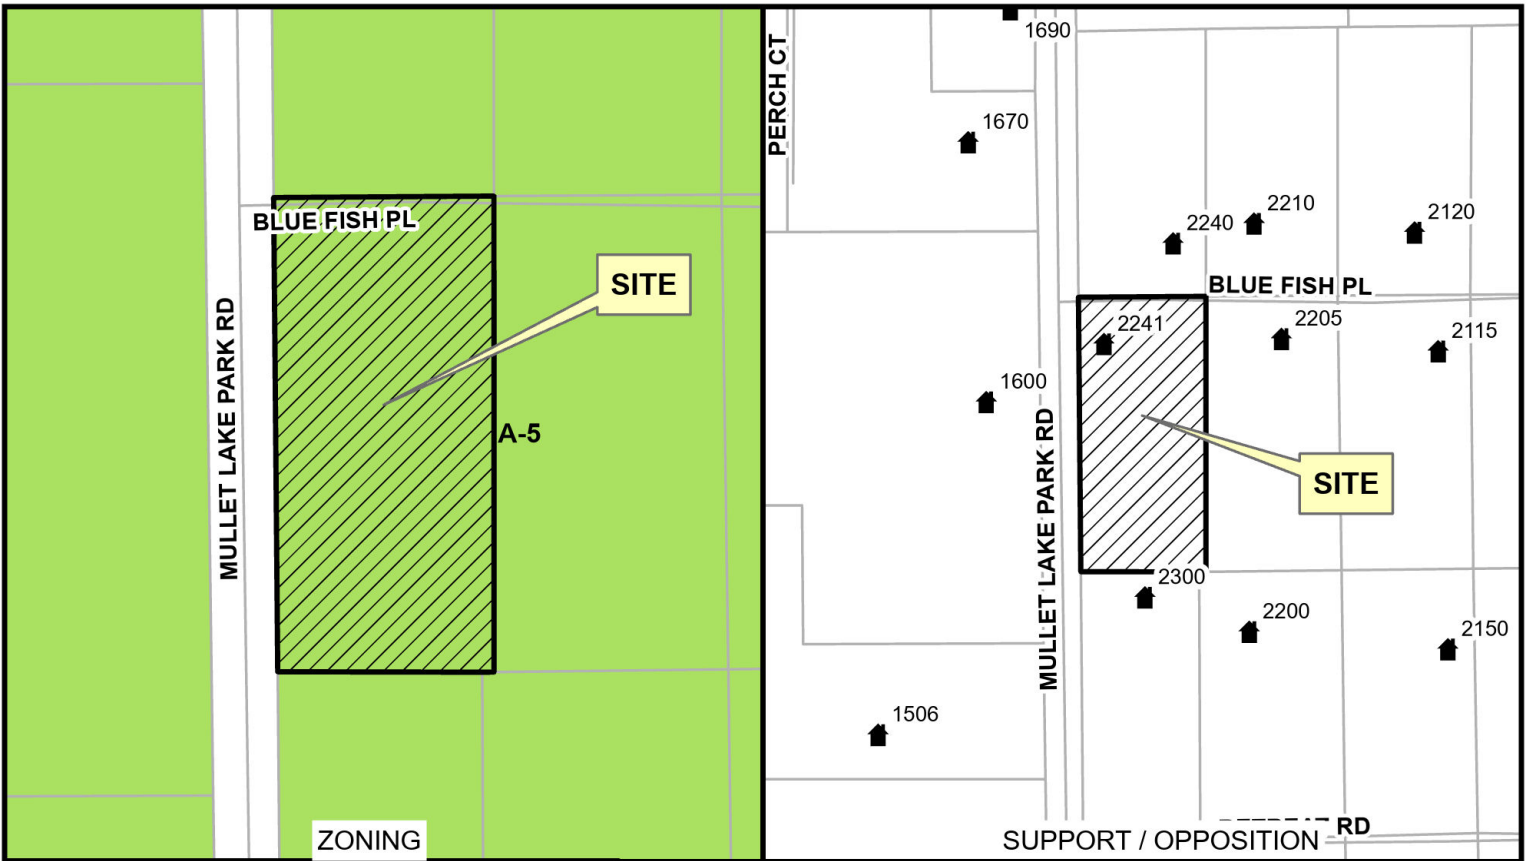 BLUE FISH PL
SITE
MULLET LAKE PARK RD
A-5
ZONING
PERCH CT
1690
1670
2240
2210
2120
BLUE FISH PL
2241
2205
2115
1600
MULLET LAKE PARK RD
SITE
2300
2200
2150
1506
RD
SUPPORT / OPPOSITION